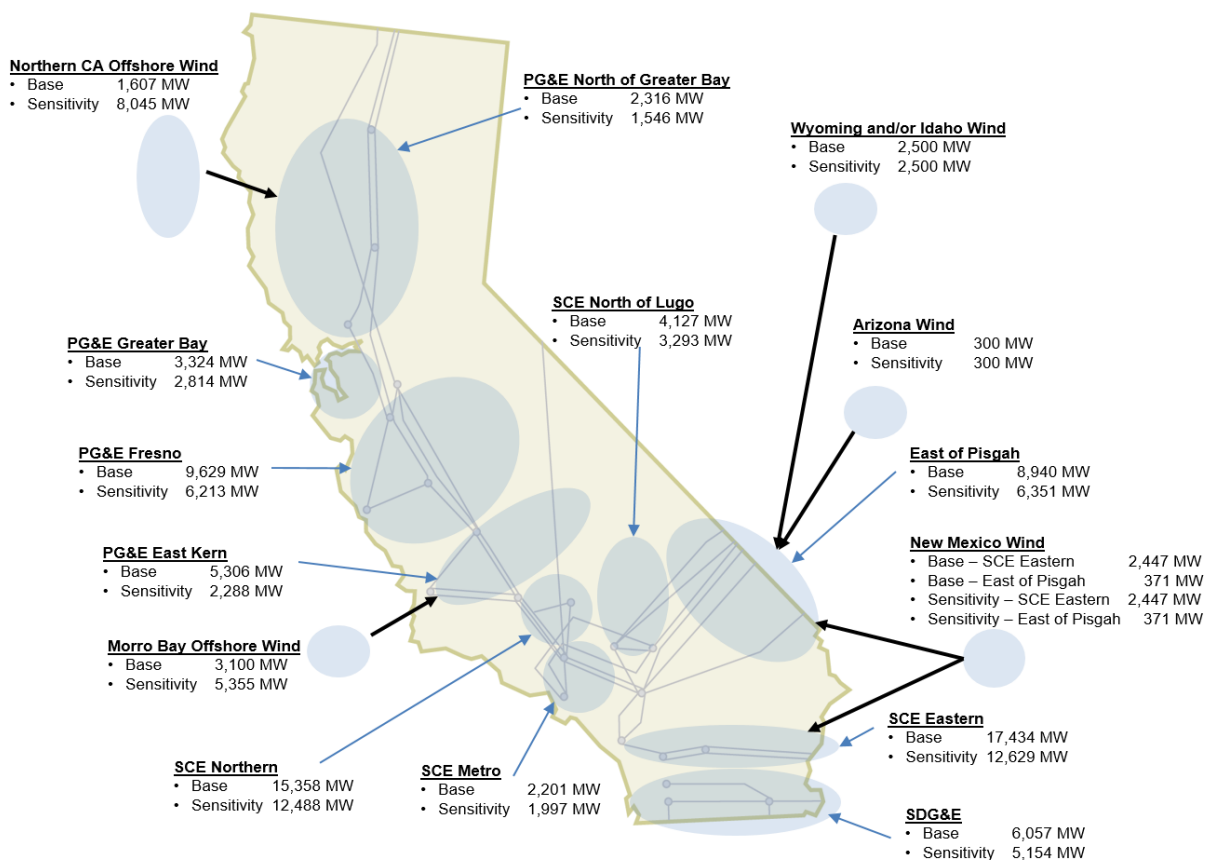 Northern CA Offshore Wind
• Base 1,607 MW
• Sensitivity 8,045 MW
PG&E North of Greater Bay
• Base 2,316 MW
• Sensitivity 1,546 MW
Wyoming and/or Idaho Wind
• Base 2,500 MW
• Sensitivity 2,500 MW
SCE North of Lugo
• Base 4,127 MW
• Sensitivity 3,293 MW
Arizona Wind
• Base 300 MW
• Sensitivity 300 MW
PG&E Greater Bay
• Base 3,324 MW
• Sensitivity 2,814 MW
PG&E Fresno
• Base 9,629 MW
• Sensitivity 6,213 MW
East of Pisgah
• Base 8,940 MW
• Sensitivity 6,351 MW
New Mexico Wind
• Base – SCE Eastern 2,447 MW
• Base – East of Pisgah 371 MW
• Sensitivity – SCE Eastern 2,447 MW
• Sensitivity – East of Pisgah 371 MW
PG&E East Kern
• Base 5,306 MW
• Sensitivity 2,288 MW
Morro Bay Offshore Wind
• Base 3,100 MW
• Sensitivity 5,355 MW
SCE Eastern
• Base 17,434 MW
• Sensitivity 12,629 MW
SCE Northern
• Base 15,358 MW
• Sensitivity 12,488 MW
SCE Metro
• Base 2,201 MW
• Sensitivity 1,997 MW
SDG&E
• Base 6,057 MW
• Sensitivity 5,154 MW